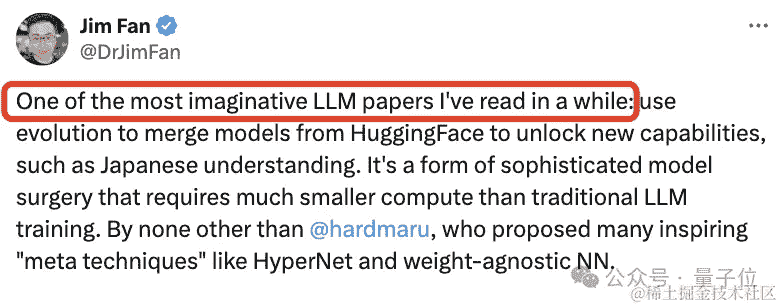 Jim Fan
@DrJimFan
One of the most imaginative LLM papers I've read in a while: use
evolution to merge models from HuggingFace to unlock new capabilities,
such as Japanese understanding. It's a form of sophisticated model
surgery that requires much smaller compute than traditional LLM
training. By none other than @hardmaru, who proposed many inspiring
"meta techniques" like HyperNet and weight-agnostic NN.
公众号 · 量子位
@稀土掘金技术社区